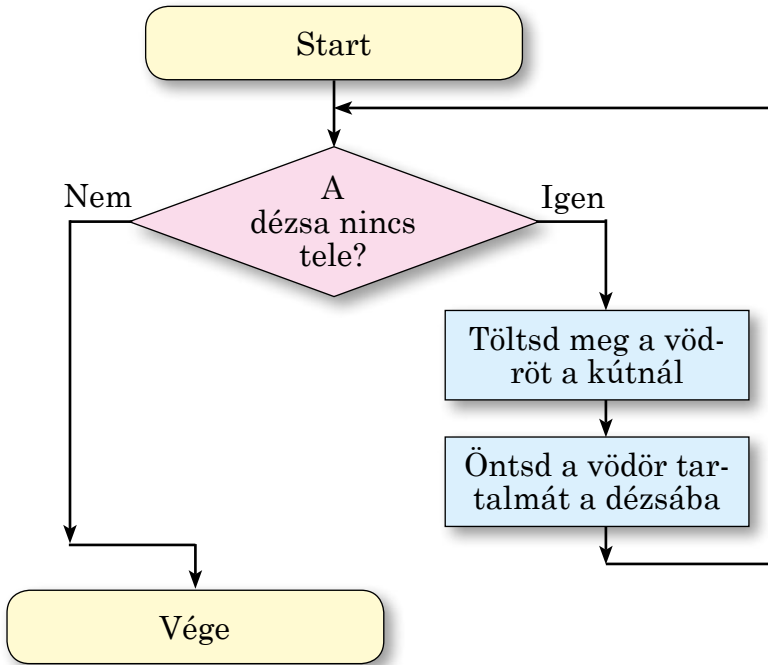 Start
Nem
A
dézsa nincs
tele?
Igen
Töltsd meg a vöd-
röt a kútnál
Öntsd a vödör tar-
talmát a dézsába
Vége